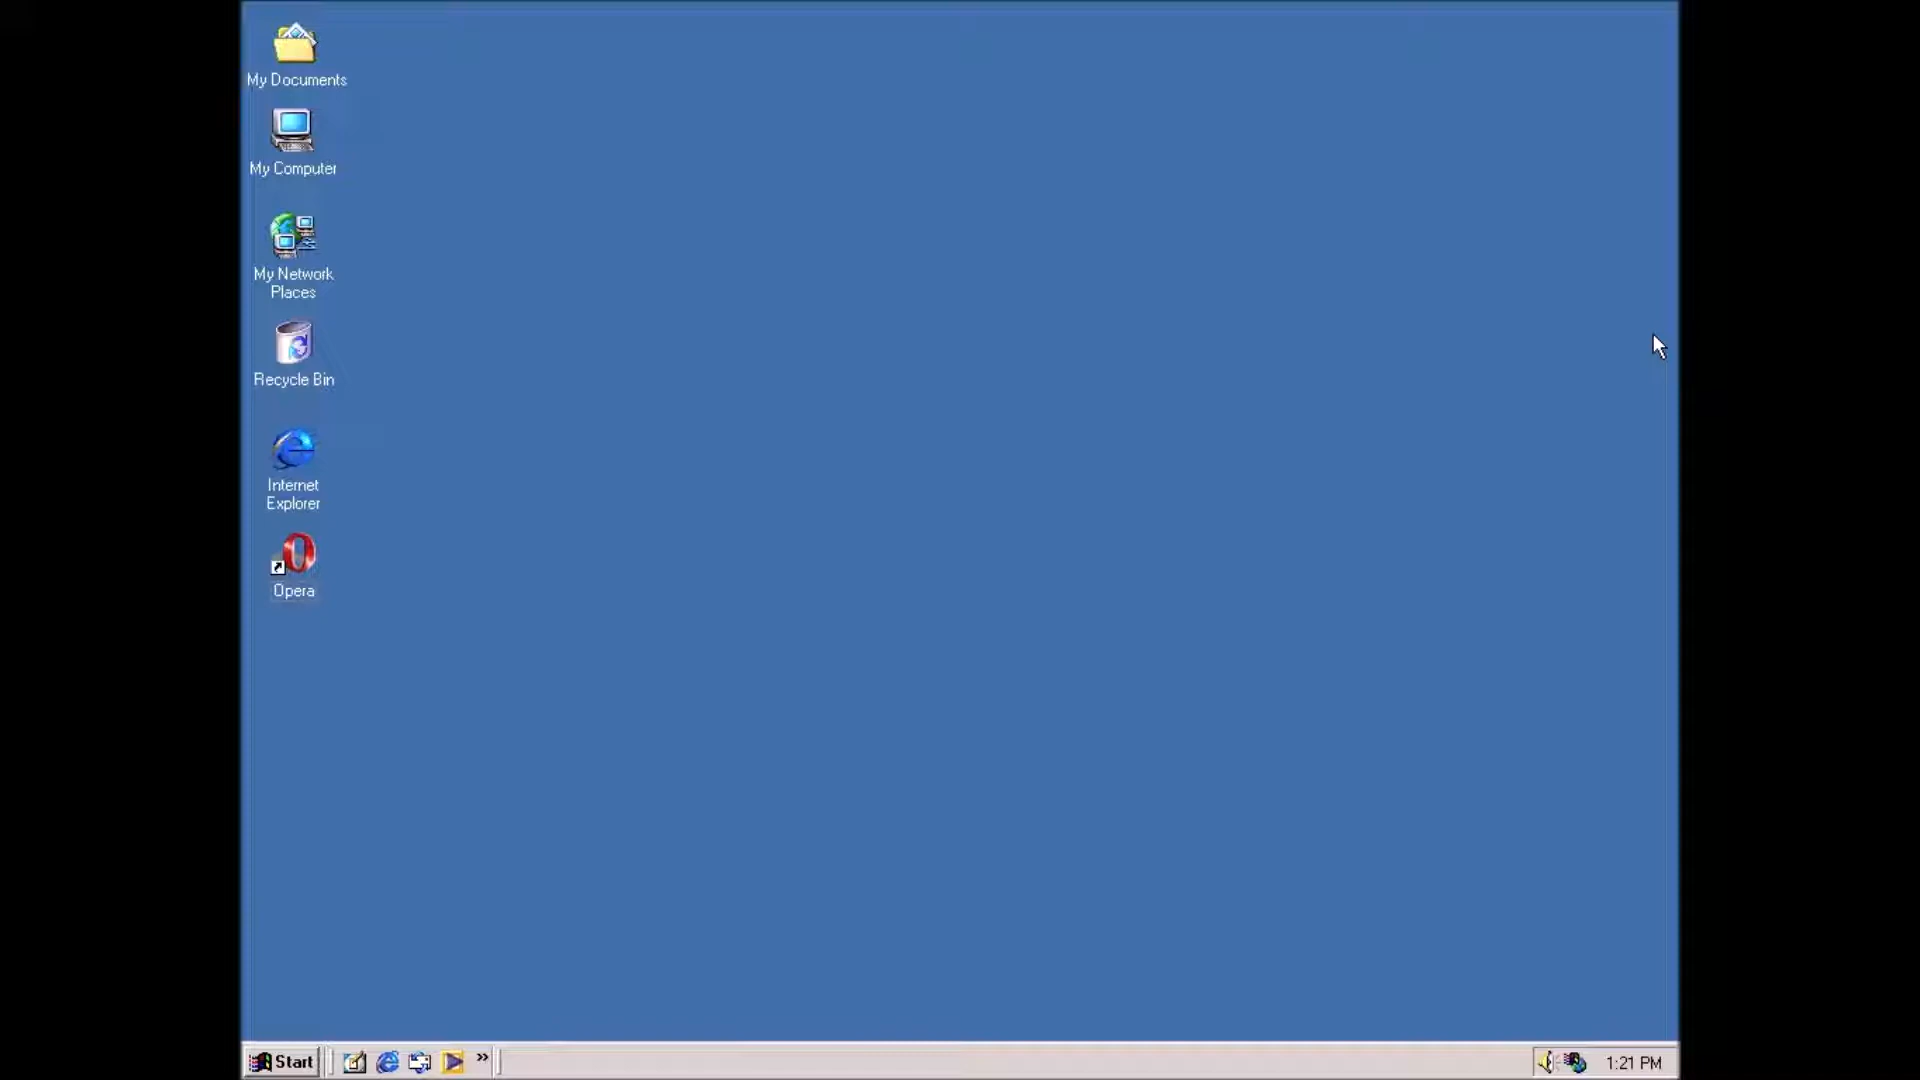 My Documents
My Computer
My Network
Places
Recycle Bin
Internet
Explorer
Opera
Start
1:21 PM